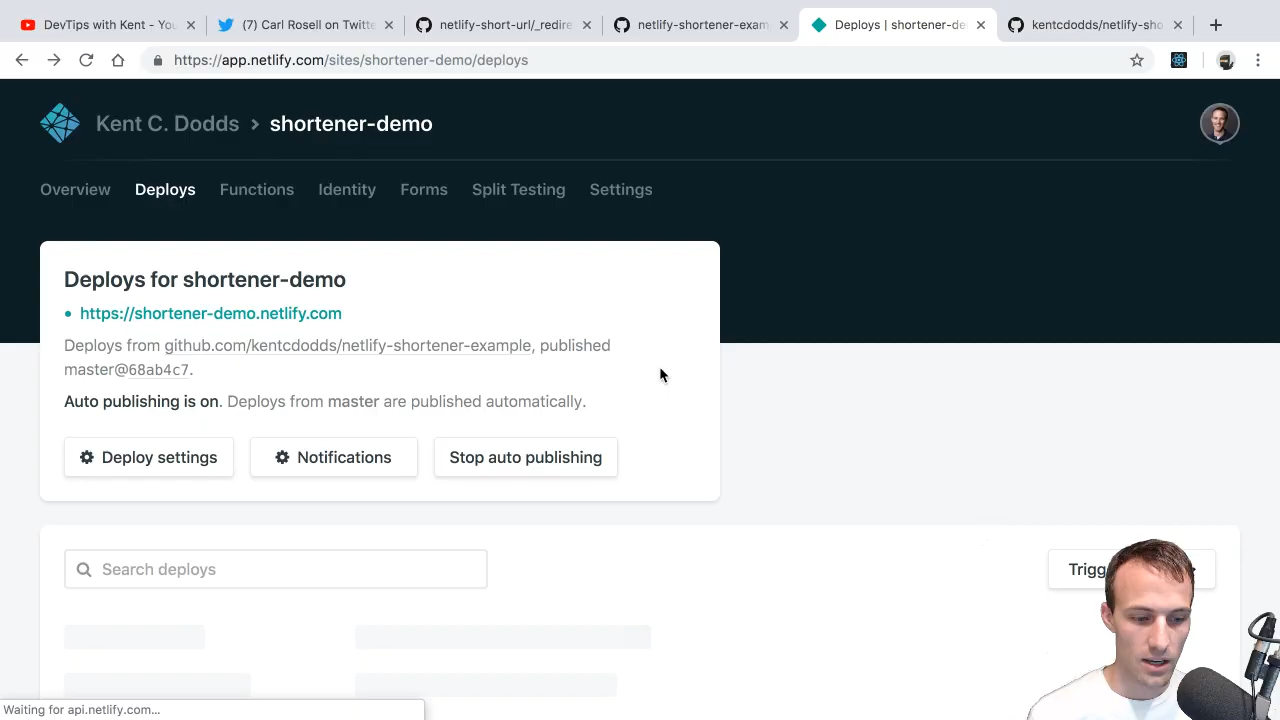 DevTips with Kent - You
(7) Carl Rosell on Twitte
netlify-short-url/_redire
netlify-shortener-exam
Deploys | shortener-de
kentcdodds/netlify-sho
https://app.netlify.com/sites/shortener-demo/deploys
Kent C. Dodds > shortener-demo
Overview Deploys Functions Identity Forms Split Testing Settings
Deploys for shortener-demo
• https://shortener-demo.netlify.com
Deploys from github.com/kentcdodds/netlify-shortener-example, published
master@68ab4c7.
Auto publishing is on. Deploys from master are published automatically.
Deploy settings Notifications Stop auto publishing
Search deploys
Trigg
Waiting for api.netlify.com...